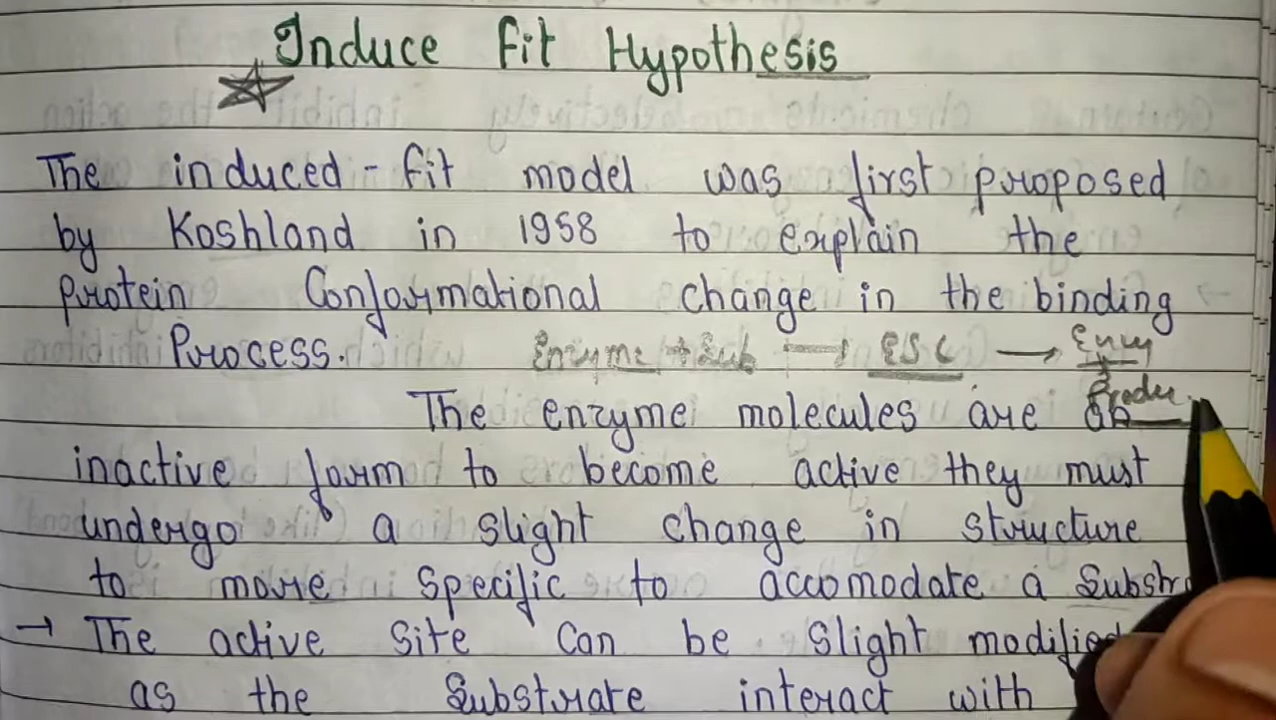 Induce Fit Hypothesis
The induced-fit model was first proposed
by Koshland in 1958 to explain the
protein Conformational change in the binding
Process. Enzyme + Sub → ESC → Enzy
+
Produ
The enzyme molecules are an
inactive form to become active they must
undergo a slight change in structure
to more specific to accomodate a Substr
→ The active site can be slight modified
as the substrate interact with